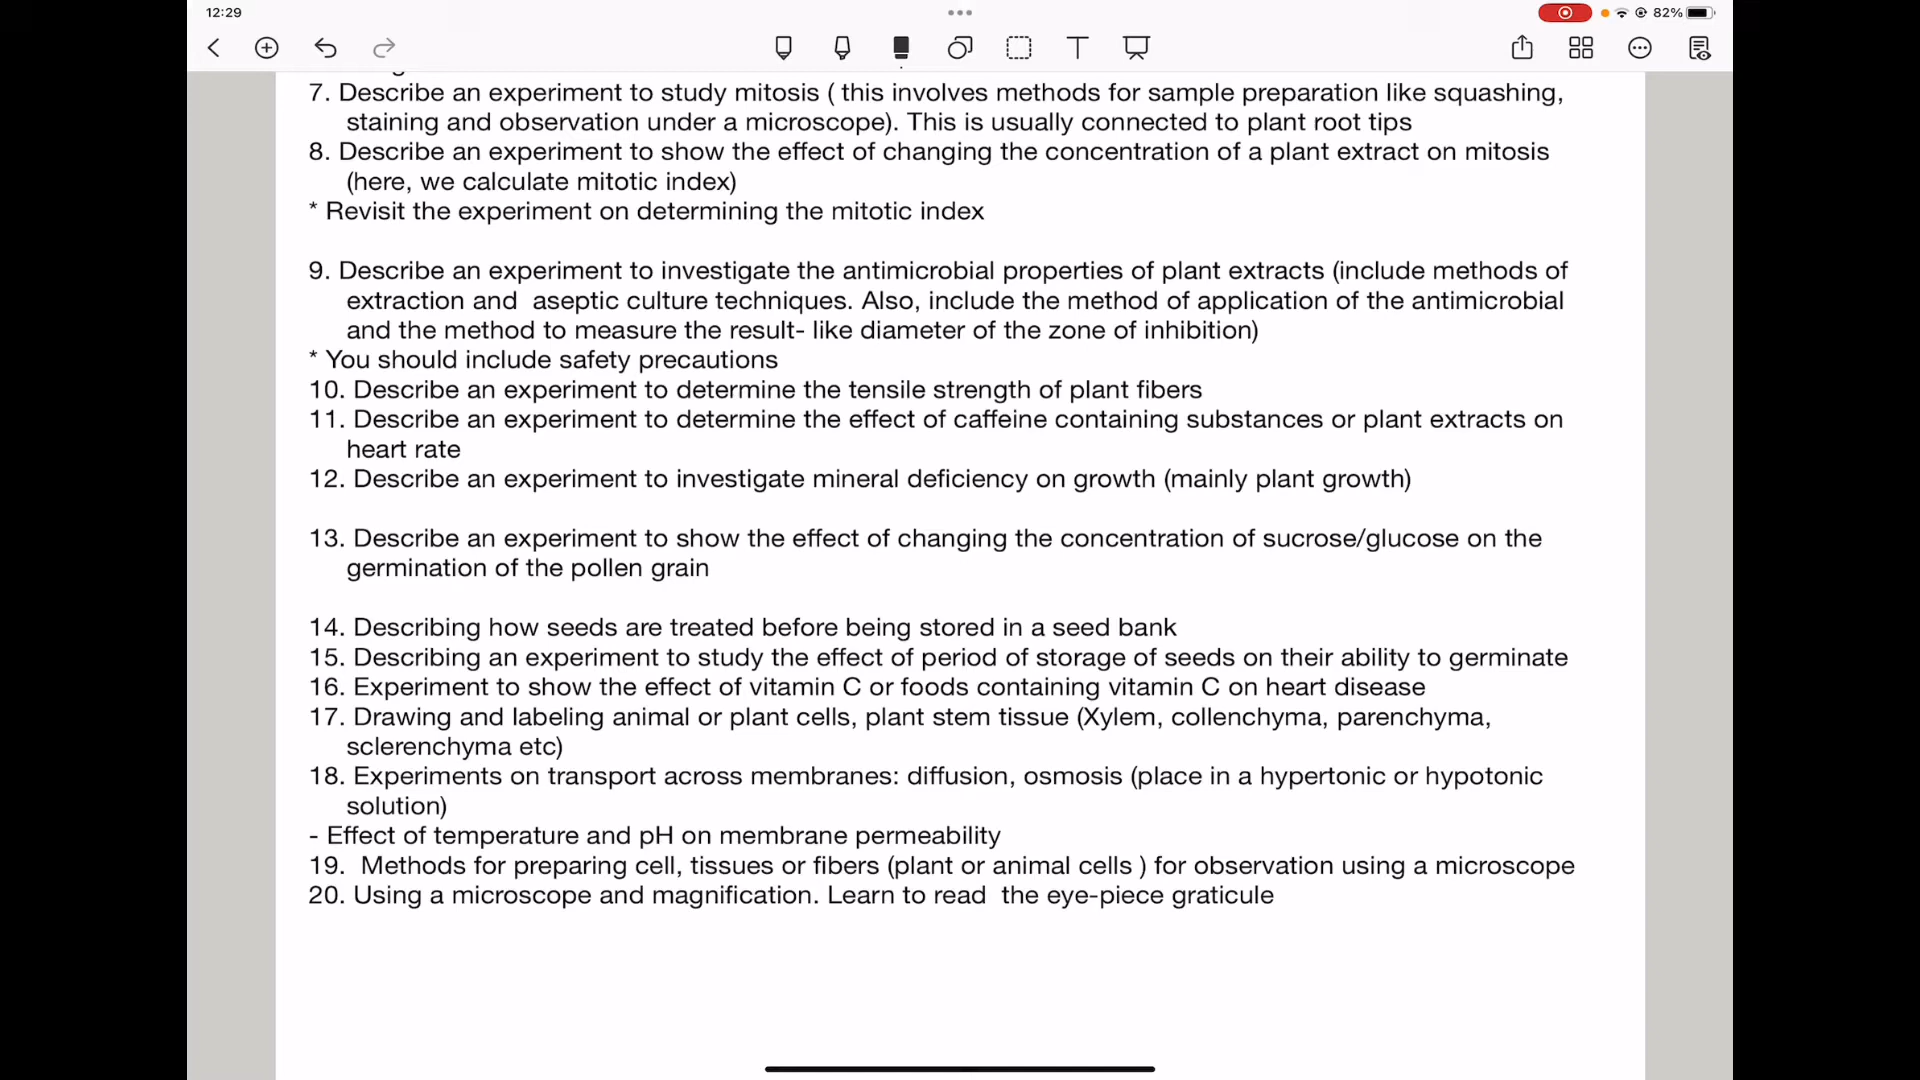 12:29
82%
7. Describe an experiment to study mitosis ( this involves methods for sample preparation like squashing,
staining and observation under a microscope). This is usually connected to plant root tips
8. Describe an experiment to show the effect of changing the concentration of a plant extract on mitosis
(here, we calculate mitotic index)
* Revisit the experiment on determining the mitotic index
9. Describe an experiment to investigate the antimicrobial properties of plant extracts (include methods of
extraction and  aseptic culture techniques. Also, include the method of application of the antimicrobial
and the method to measure the result- like diameter of the zone of inhibition)
* You should include safety precautions
10. Describe an experiment to determine the tensile strength of plant fibers
11. Describe an experiment to determine the effect of caffeine containing substances or plant extracts on
heart rate
12. Describe an experiment to investigate mineral deficiency on growth (mainly plant growth)
13. Describe an experiment to show the effect of changing the concentration of sucrose/glucose on the
germination of the pollen grain
14. Describing how seeds are treated before being stored in a seed bank
15. Describing an experiment to study the effect of period of storage of seeds on their ability to germinate
16. Experiment to show the effect of vitamin C or foods containing vitamin C on heart disease
17. Drawing and labeling animal or plant cells, plant stem tissue (Xylem, collenchyma, parenchyma,
sclerenchyma etc)
18. Experiments on transport across membranes: diffusion, osmosis (place in a hypertonic or hypotonic
solution)
- Effect of temperature and pH on membrane permeability
19.  Methods for preparing cell, tissues or fibers (plant or animal cells ) for observation using a microscope
20. Using a microscope and magnification. Learn to read  the eye-piece graticule